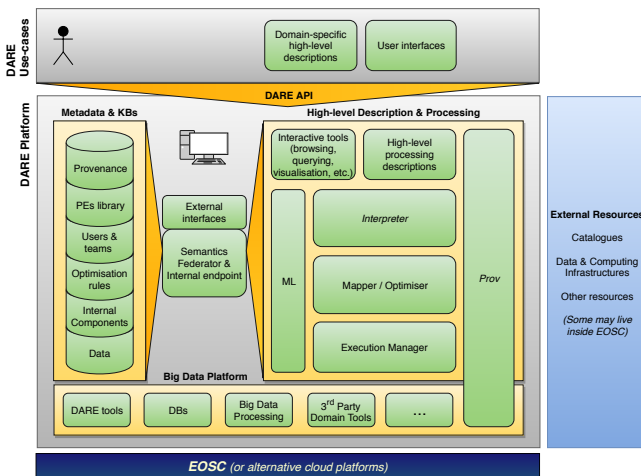 DARE
Use-cases
Domain-specific
high-level
descriptions
User interfaces
DARE API
DARE Platform
Metadata & KBs
Provenance
PEs library
Users &
teams
Optimisation
rules
Internal
Components
Data
External
interfaces
Semantics
Federator &
Internal endpoint
High-level Description & Processing
Interactive tools
(browsing,
querying,
visualisation, etc.)
High-level
processing
descriptions
ML
Interpreter
Mapper / Optimiser
Execution Manager
Prov
Big Data Platform
DARE tools
DBs
Big Data
Processing
3rd Party
Domain Tools
...
External Resources
Catalogues
Data & Computing
Infrastructures
Other resources
(Some may live
inside EOSC)
EOSC (or alternative cloud platforms)